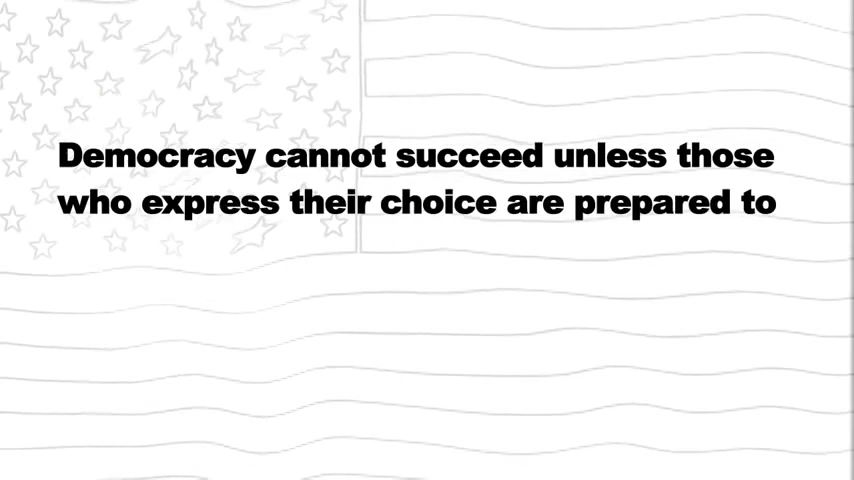 Democracy cannot succeed unless those
who express their choice are prepared to